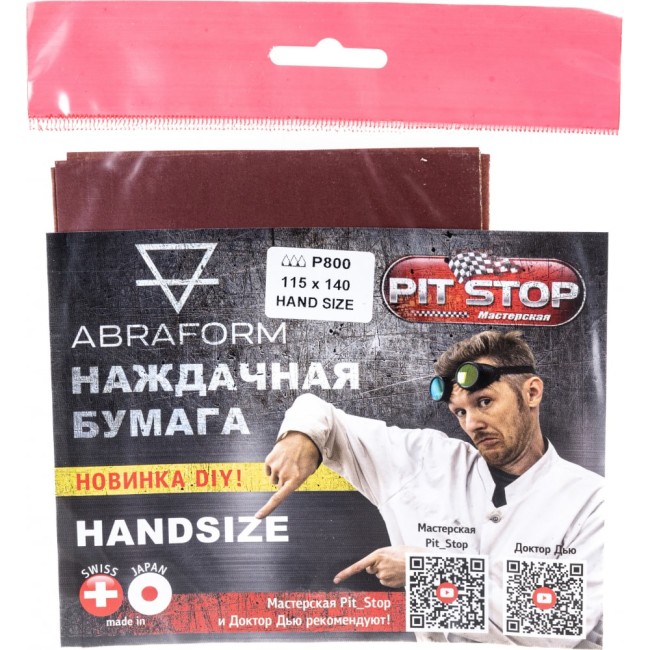 P800
115 x 140
HAND SIZE
PIT STOP
Мастерская
ABRAFORM
НАЖДАЧНАЯ
БУМАГА
НОВИНКА DIY!
HANDSIZE
Мастерская
Pit_Stop
Доктор Дью
SWISS JAPAN
made in
Мастерская Pit_Stop
и Доктор Дью рекомендуют!